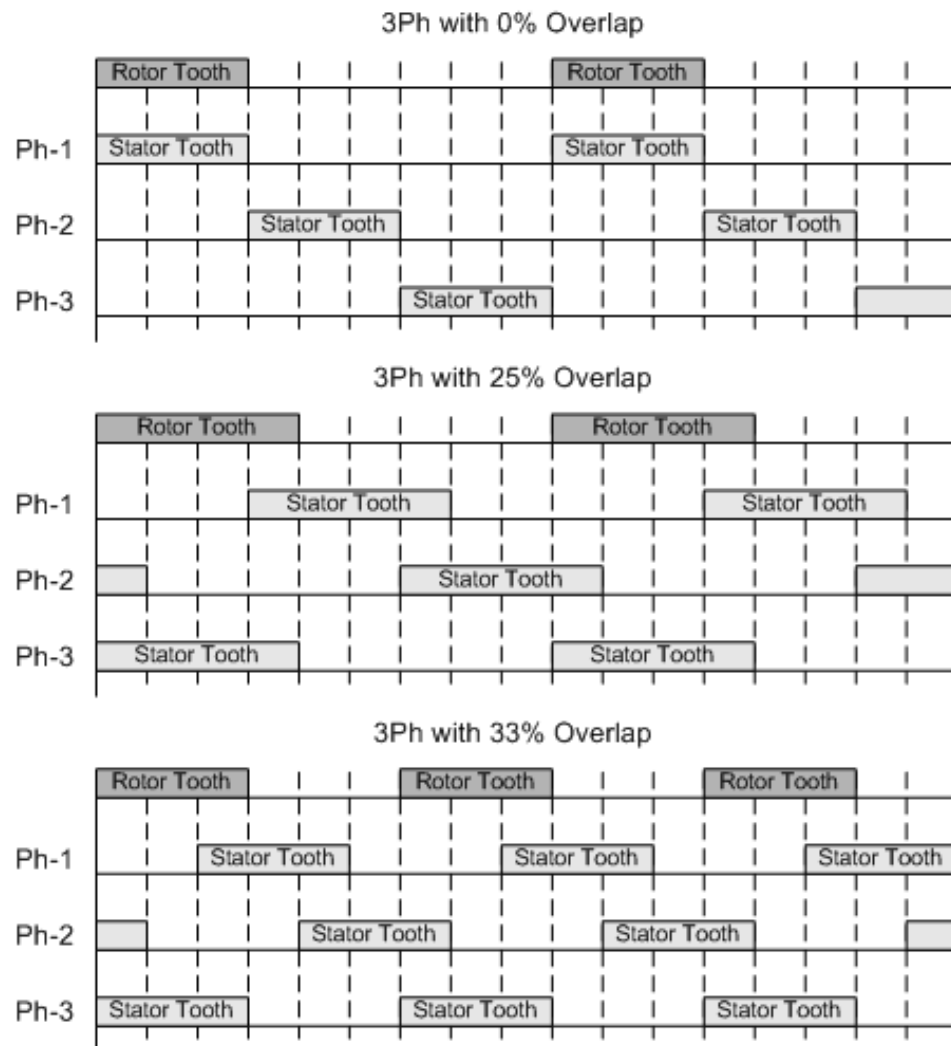 3Ph with 0% Overlap
Rotor Tooth Rotor Tooth
Ph-1 Stator Tooth Stator Tooth
Ph-2 Stator Tooth Stator Tooth
Ph-3 Stator Tooth
3Ph with 25% Overlap
Rotor Tooth Rotor Tooth
Ph-1 Stator Tooth Stator Tooth
Ph-2 Stator Tooth
Ph-3 Stator Tooth Stator Tooth
3Ph with 33% Overlap
Rotor Tooth Rotor Tooth Rotor Tooth
Ph-1 Stator Tooth Stator Tooth Stator Tooth
Ph-2 Stator Tooth Stator Tooth
Ph-3 Stator Tooth Stator Tooth Stator Tooth